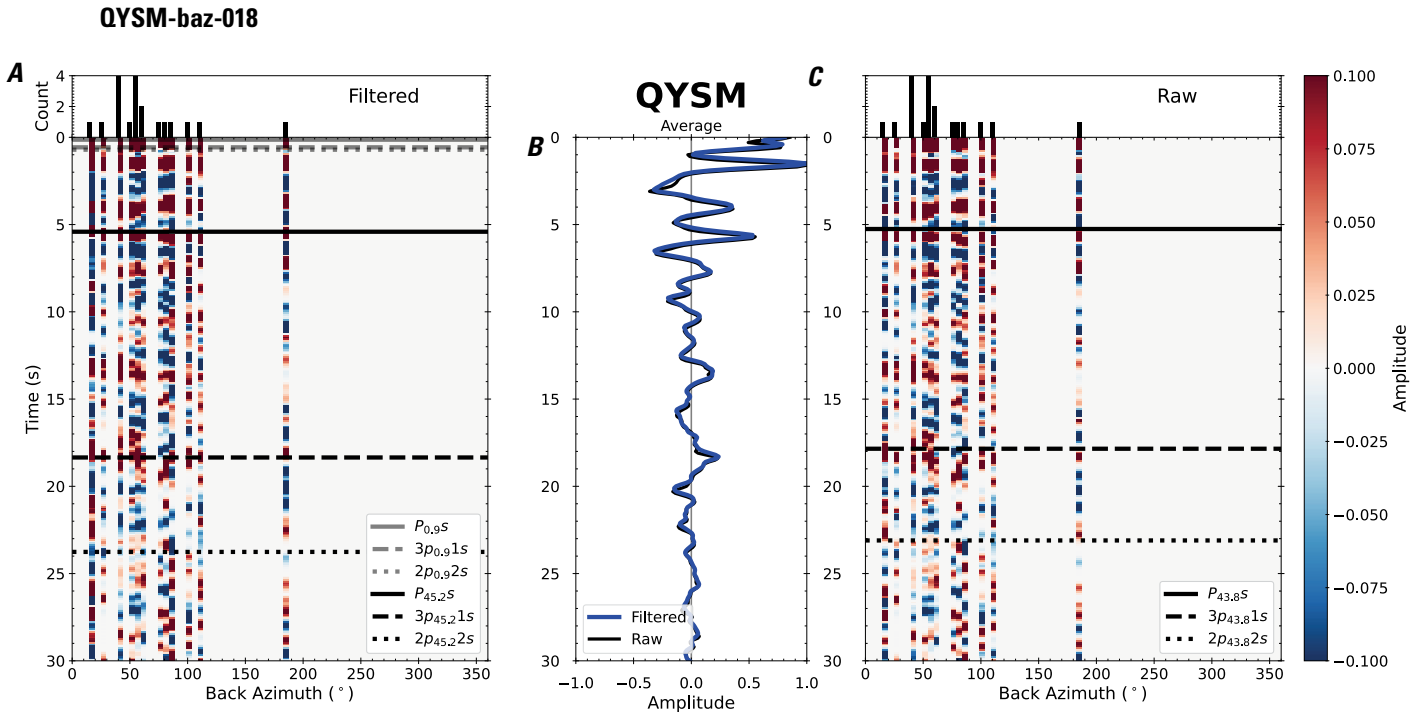 QYSM-baz-018
A
Filtered
Count
4
2
0
0
5
10
15
20
25
30
Time (s)
P0.9s
3p0.91s
2p0.92s
P45.2s
3p45.21s
2p45.22s
0 50 100 150 200 250 300 350
Back Azimuth (°)
QYSM
Average
B
0
5
10
15
20
25
30
Filtered
Raw
−1.0 −0.5 0.0 0.5 1.0
Amplitude
C
Raw
0
5
10
15
20
25
30
P43.8s
3p43.81s
2p43.82s
0 50 100 150 200 250 300 350
Back Azimuth (°)
0.100
0.075
0.050
0.025
0.000
−0.025
−0.050
−0.075
−0.100
Amplitude